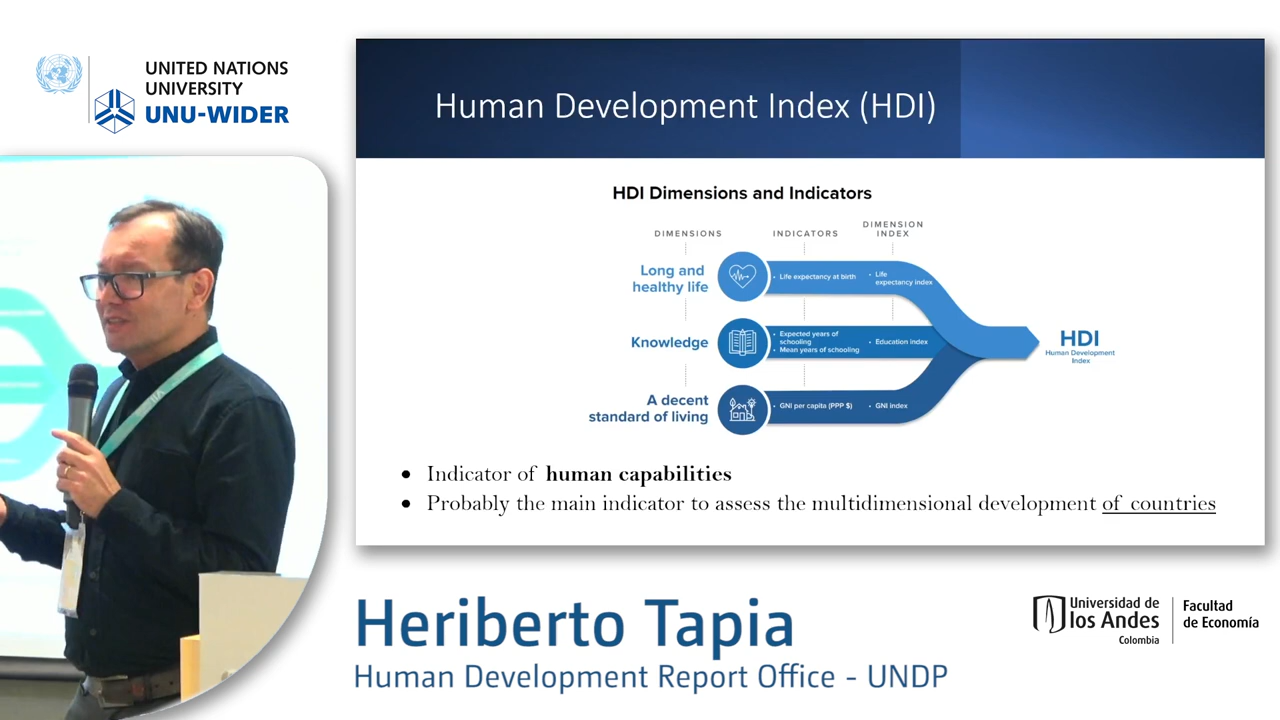 UNITED NATIONS
UNIVERSITY
UNU-WIDER
Human Development Index (HDI)
HDI Dimensions and Indicators
DIMENSIONS
INDICATORS
DIMENSION
INDEX
Long and
healthy life
• Life expectancy at birth
• Life
expectancy index
Knowledge
• Expected years of
schooling
• Mean years of schooling
• Education index
A decent
standard of living
• GNI per capita (PPP $)
• GNI index
HDI
Human Development
Index
• Indicator of human capabilities
• Probably the main indicator to assess the multidimensional development of countries
Heriberto Tapia
Human Development Report Office - UNDP
Universidad de
los Andes
Colombia
Facultad
de Economía